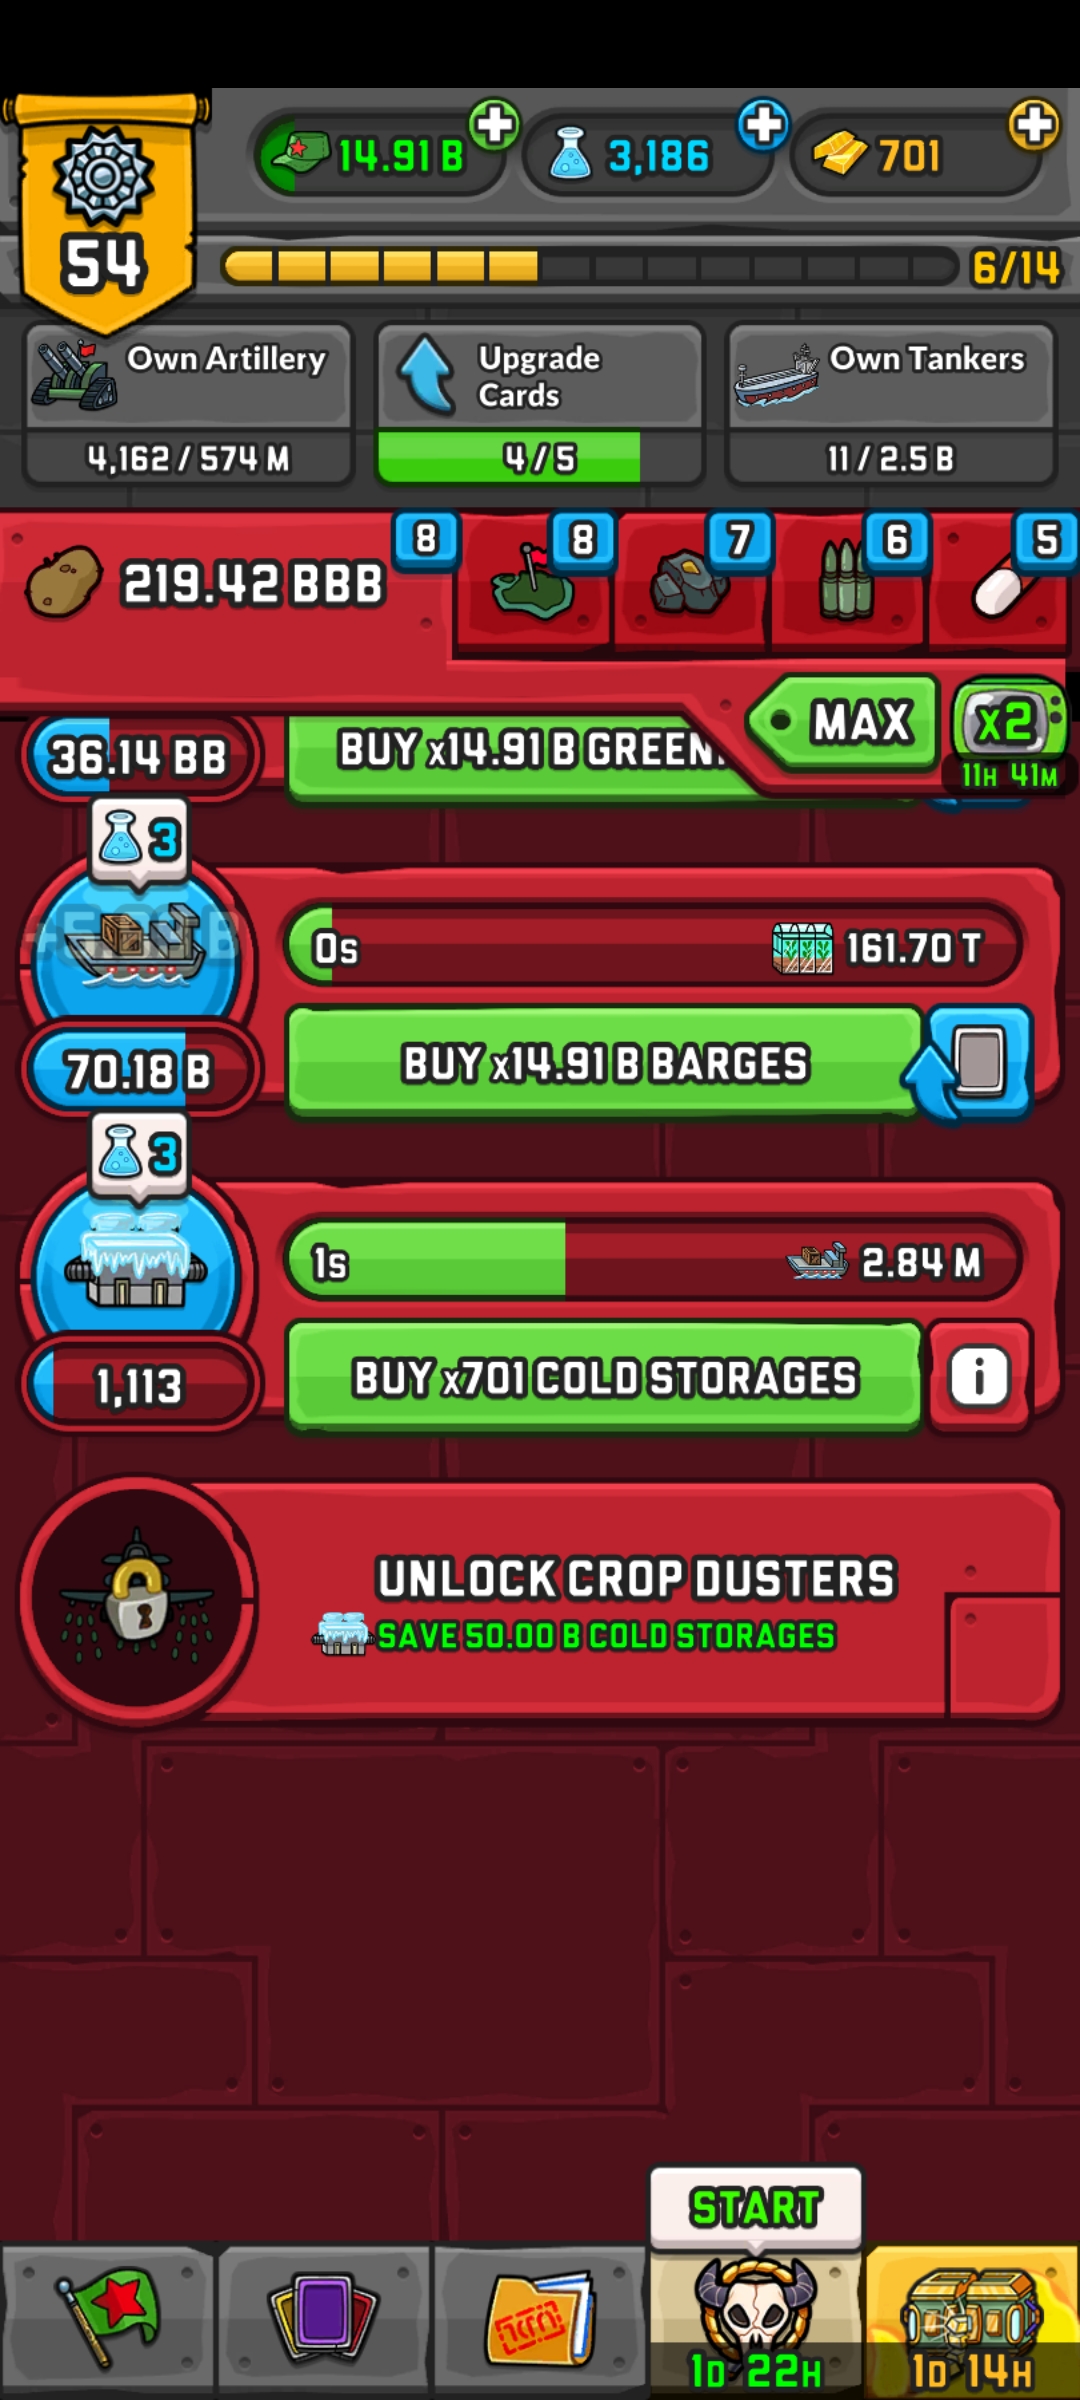 14.91 B
3,186
701
54
6/14
Own Artillery
4,162 / 574 M
Upgrade
Cards
4 / 5
Own Tankers
11 / 2.5 B
219.42 BBB
8
8
7
6
5
MAX
x2
11H 41M
36.14 BB
BUY x14.91 B GREEN
3
0s
161.70 T
70.18 B
BUY x14.91 B BARGES
3
1s
2.84 M
1,113
BUY x701 COLD STORAGES
i
UNLOCK CROP DUSTERS
SAVE 50.00 B COLD STORAGES
START
1D 22H
1D 14H